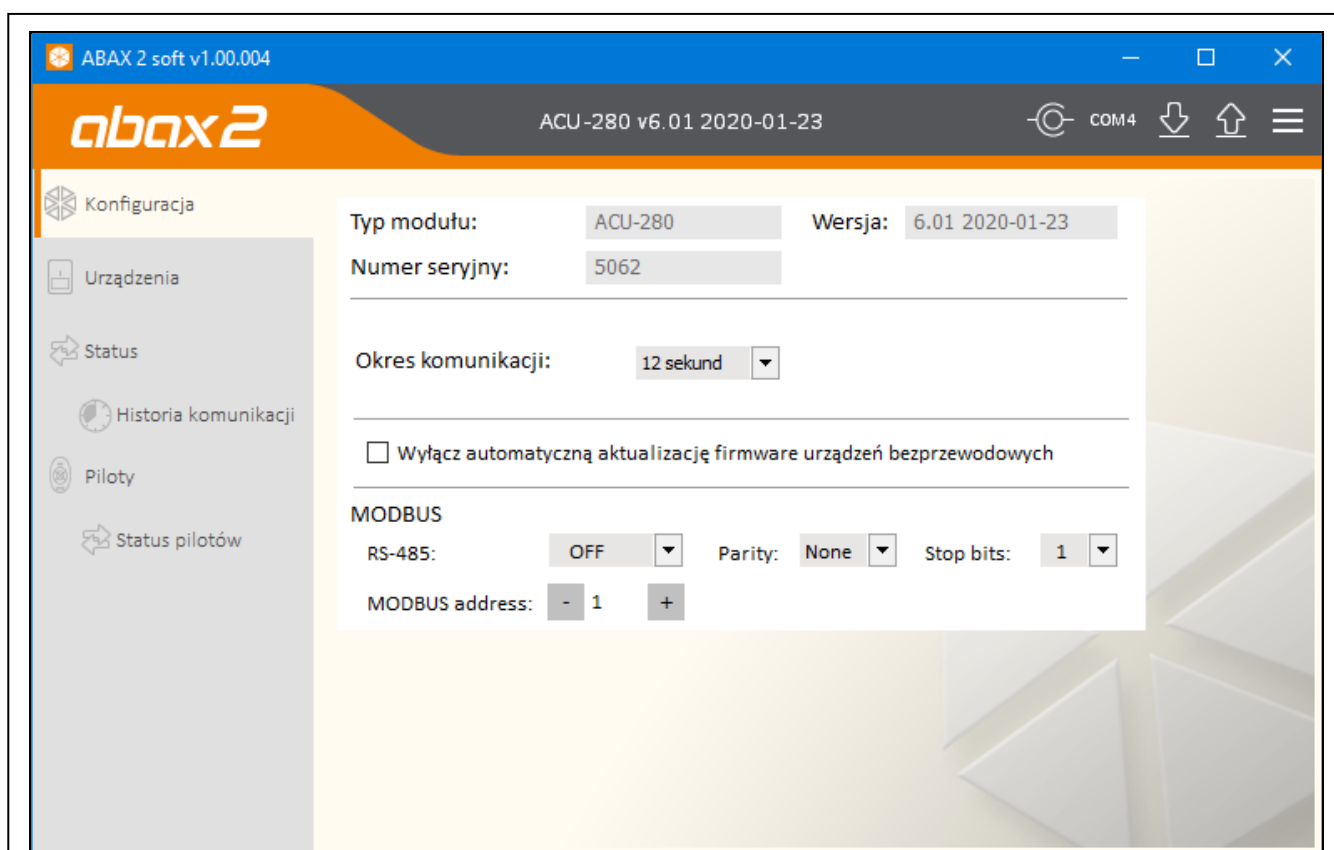 ABAX 2 soft v1.00.004
abax2
ACU-280 v6.01 2020-01-23
COM4
Konfiguracja
Urządzenia
Status
Historia komunikacji
Piloty
Status pilotów
Typ modułu: ACU-280 Wersja: 6.01 2020-01-23
Numer seryjny: 5062
Okres komunikacji: 12 sekund
Wyłącz automatyczną aktualizację firmware urządzeń bezprzewodowych
MODBUS
RS-485: OFF Parity: None Stop bits: 1
MODBUS address: - 1 +